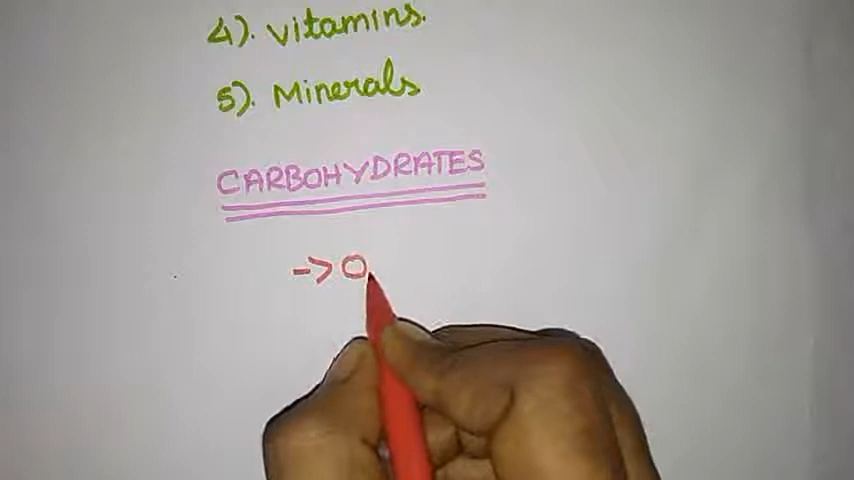 4). vitamins.
5). Minerals
CARBOHYDRATES
-> O